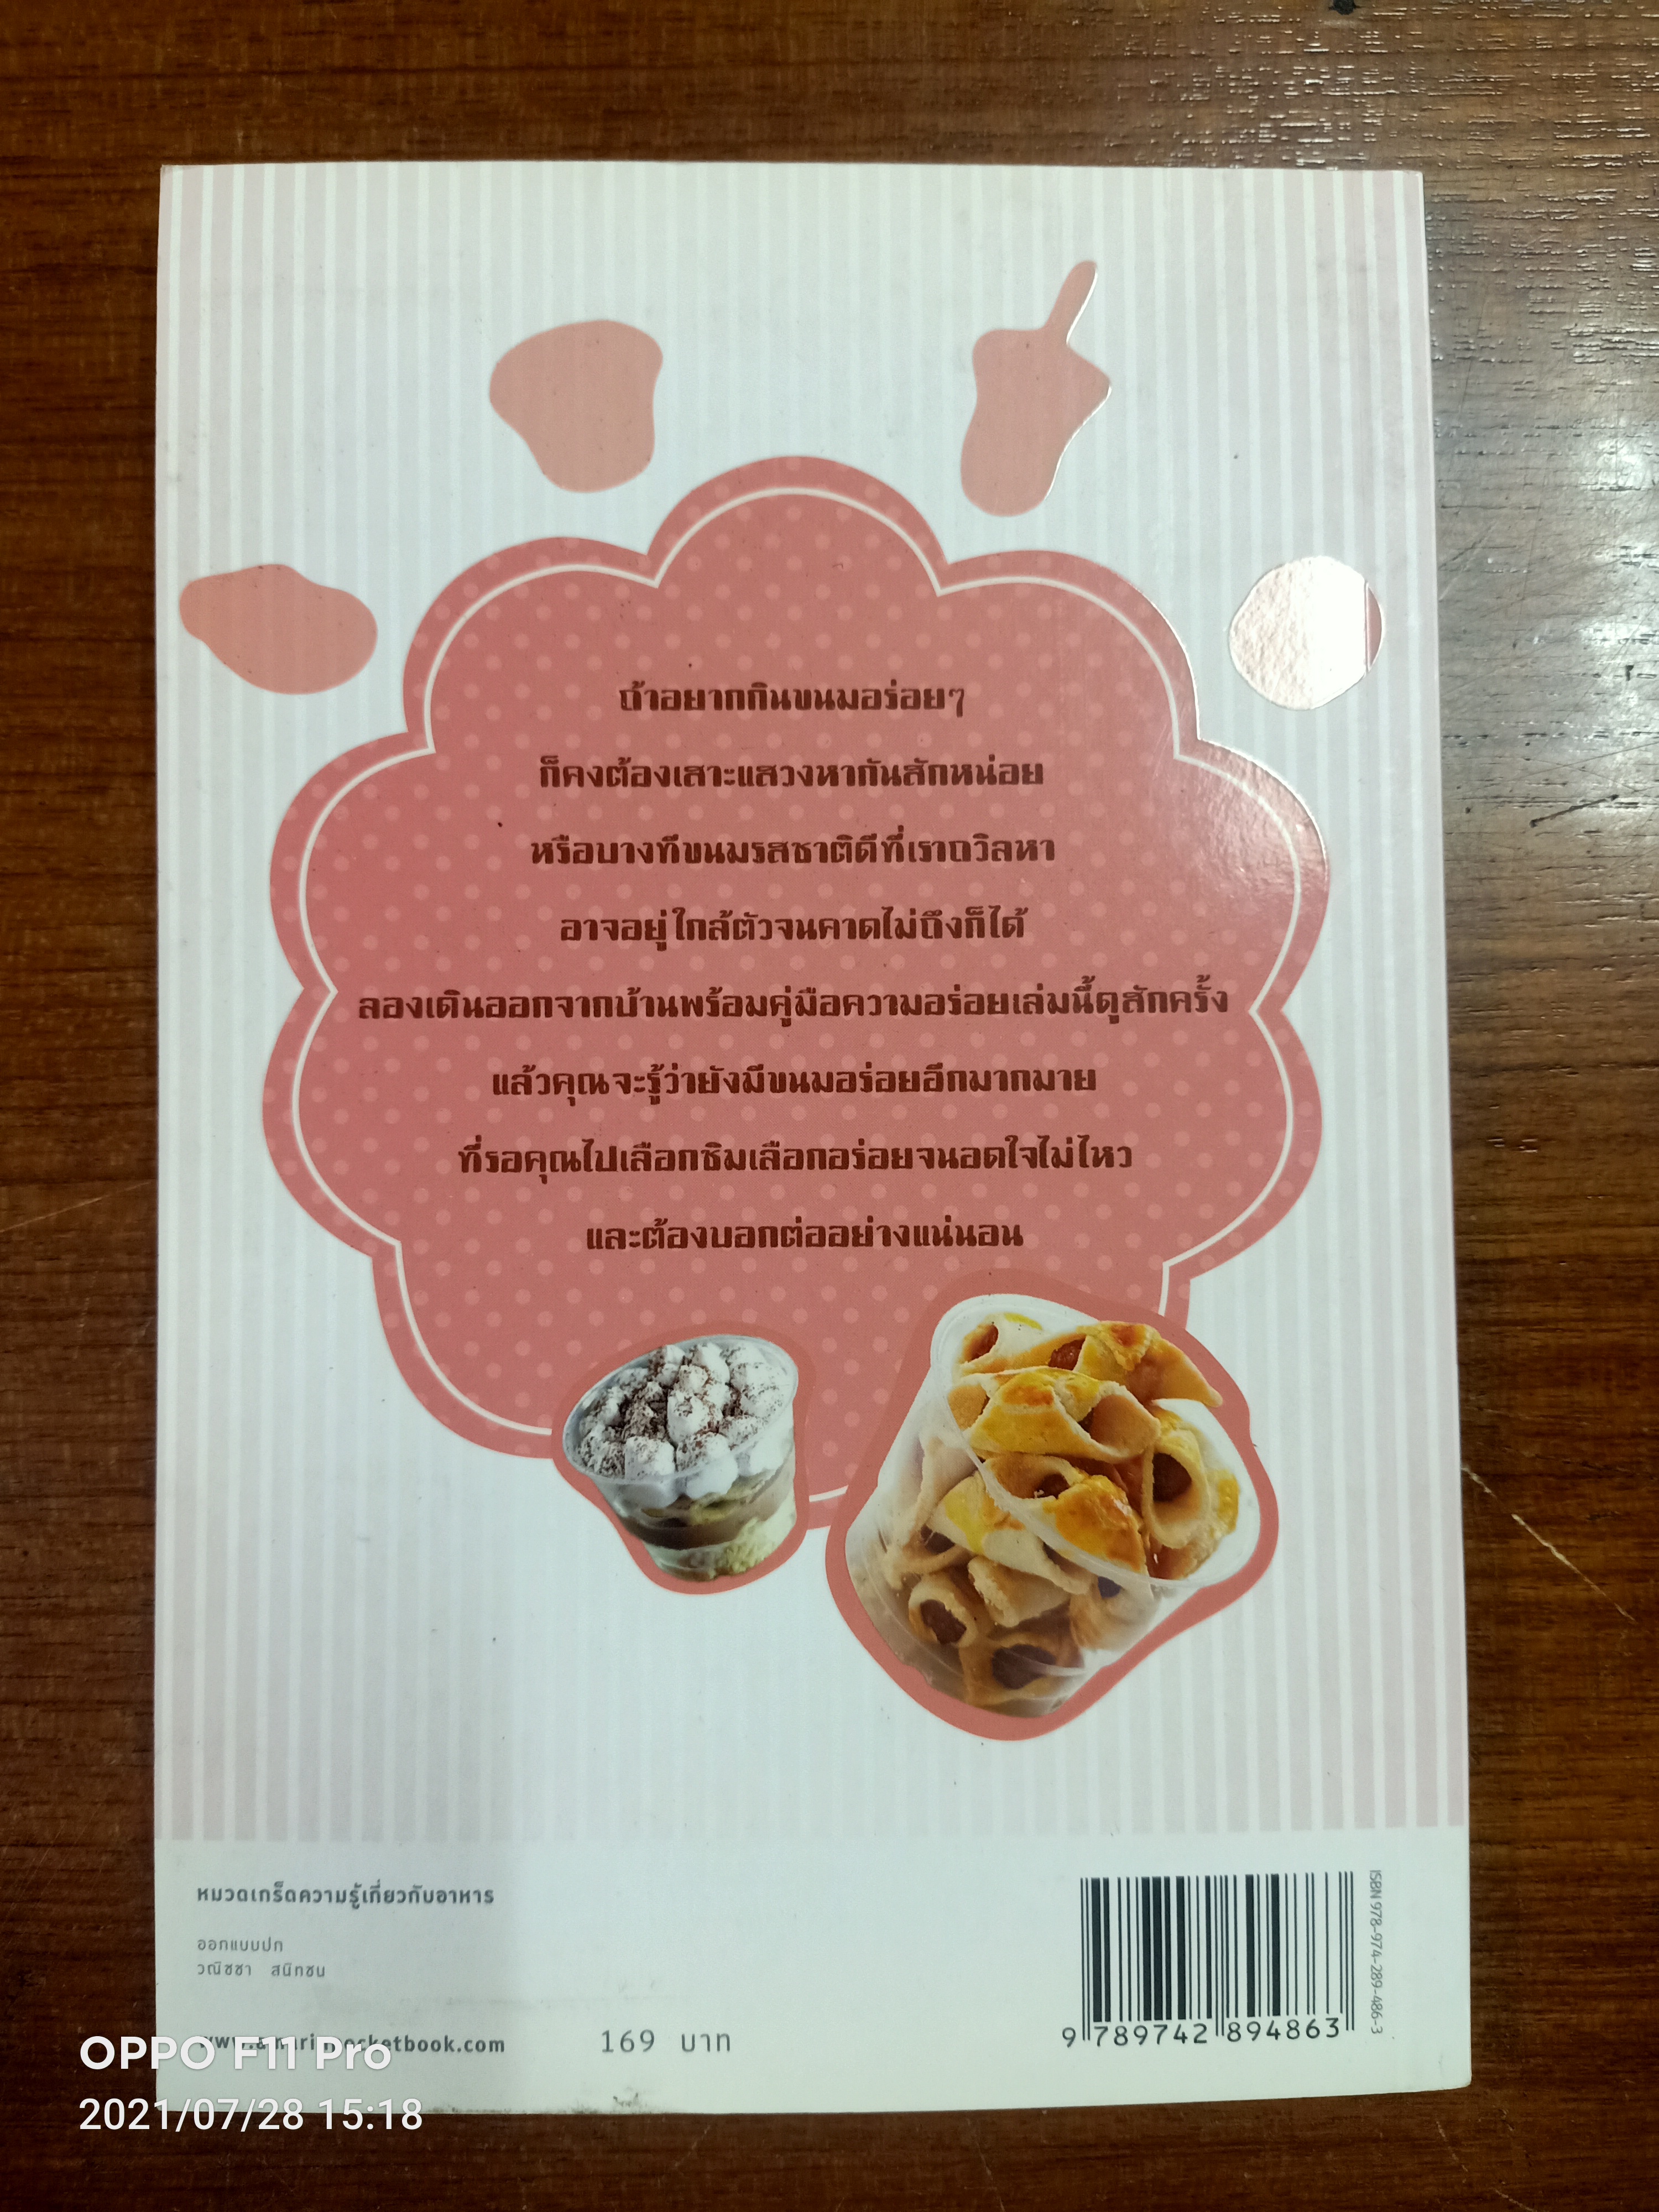 ถ้าอยากกินขนมอร่อยๆ
ก็คงต้องเสาะแสวงหากันสักหน่อย
หรือบางทีขนมรสชาติดีที่เราถวิลหา
อาจอยู่ใกล้ตัวจนคาดไม่ถึงก็ได้
ลองเดินออกจากบ้านพร้อมคู่มือความอร่อยเล่มนี้ดูสักครั้ง
แล้วคุณจะรู้ว่ายังมีขนมอร่อยอีกมากมาย
ที่รอคุณไปเลือกชิมเลือกอร่อยจนอดใจไม่ไหว
และต้องบอกต่ออย่างแน่นอน
หมวดเกร็ดความรู้เกี่ยวกับอาหาร
ออกแบบปก
วณิชชา สนิทชน
www.amarinpocketbook.com
169 บาท
ISBN 978-974-289-486-3
9 789742 894863
OPPO F11 Pro
2021/07/28 15:18